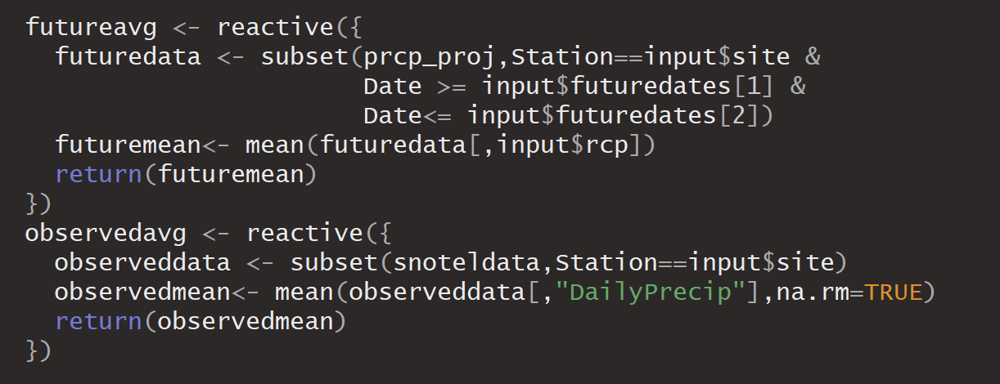 futureavg <- reactive({
  futuredata <- subset(prcp_proj,Station==input$site &
                       Date >= input$futuredates[1] &
                       Date<= input$futuredates[2])
  futuremean<- mean(futuredata[,input$rcp])
  return(futuremean)
})
observedavg <- reactive({
  observeddata <- subset(snoteldata,Station==input$site)
  observedmean<- mean(observeddata[,"DailyPrecip"],na.rm=TRUE)
  return(observedmean)
})